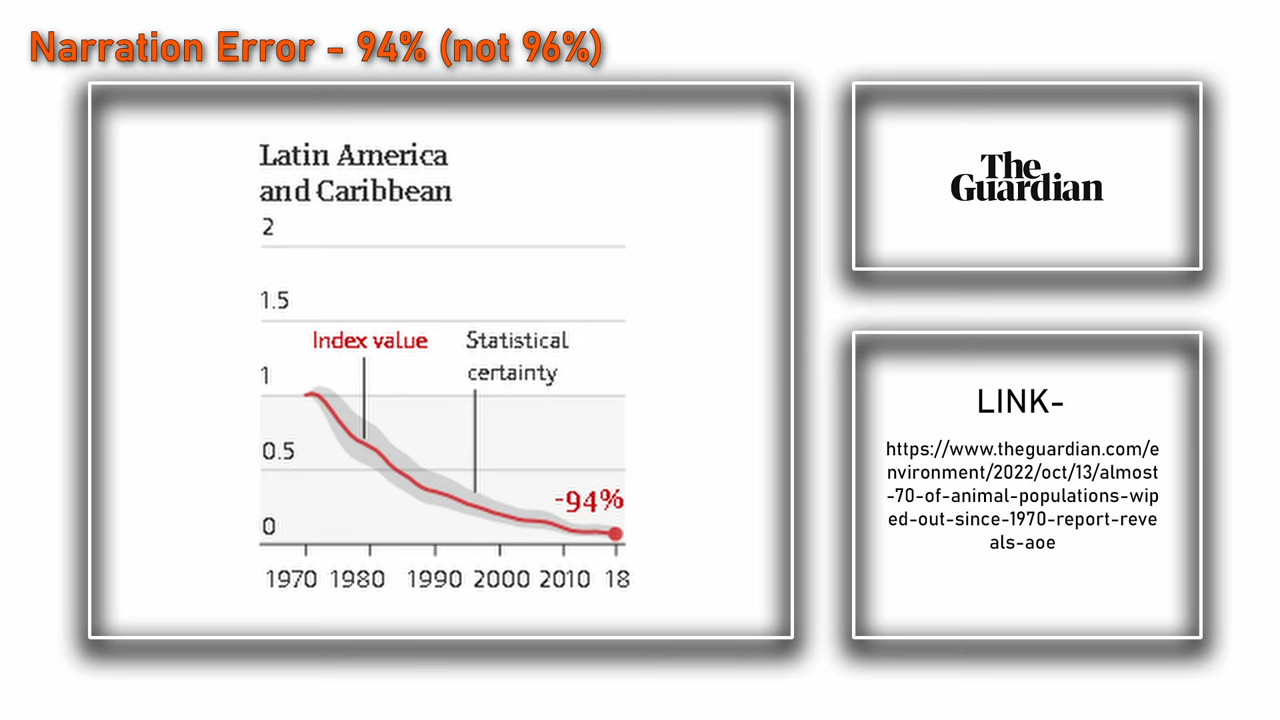 Narration Error - 94% (not 96%)
Latin America
and Caribbean
2
1.5
Index value
Statistical
certainty
1
0.5
-94%
0
1970 1980 1990 2000 2010 18
The
Guardian
LINK-
https://www.theguardian.com/e
nvironment/2022/oct/13/almost
-70-of-animal-populations-wip
ed-out-since-1970-report-reve
als-aoe